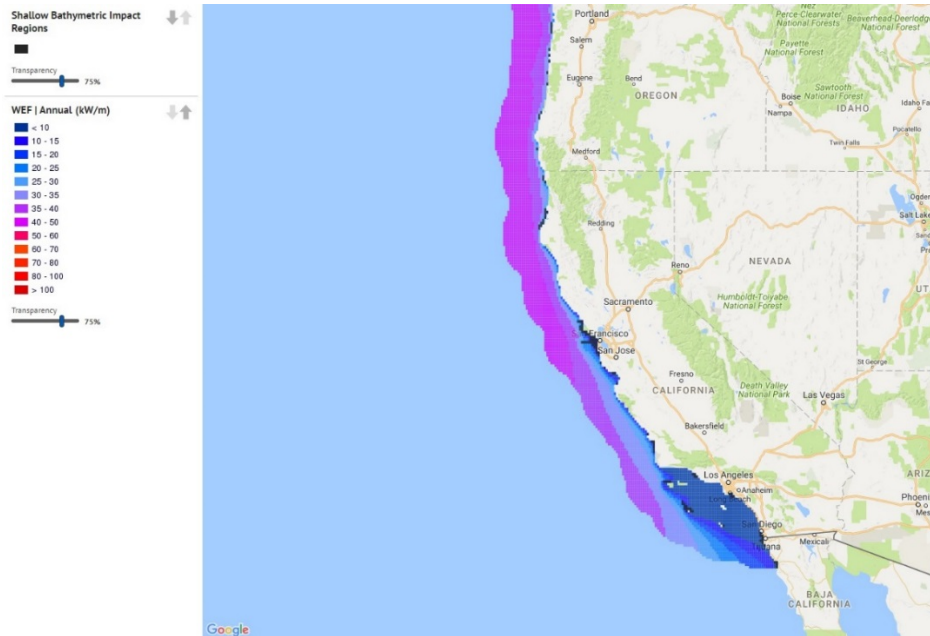 Shallow Bathymetric Impact
Regions
Transparency
75%
WEF | Annual (kW/m)
< 10
10 - 15
15 - 20
20 - 25
25 - 30
30 - 35
35 - 40
40 - 50
50 - 60
60 - 70
70 - 80
80 - 100
> 100
Transparency
75%
Portland
Salem
Eugene
Bend
OREGON
Medford
Nez
Perce-Clearwater
National Forests
Beaverhead-Deerlodge
National Forest
Payette
National Forest
Sawtooth
National Forest
Boise
Nampa
IDAHO
Idaho Fa
Pocatello
Twin Falls
Ogde
Salt Lake
San
Pr
Redding
Reno
NEVADA
UT
Humboldt-Toiyabe
National Forest
Sacramento
Francisco
San Jose
Fresno
CALIFORNIA
Death Valley
National Park
St George
Las Vegas
Bakersfield
Los Angeles
Anaheim
Long Beach
San Diego
Tijuana
Mexicali
ARIZ
Phoeni
Mes
BAJA
CALIFORNIA
Google